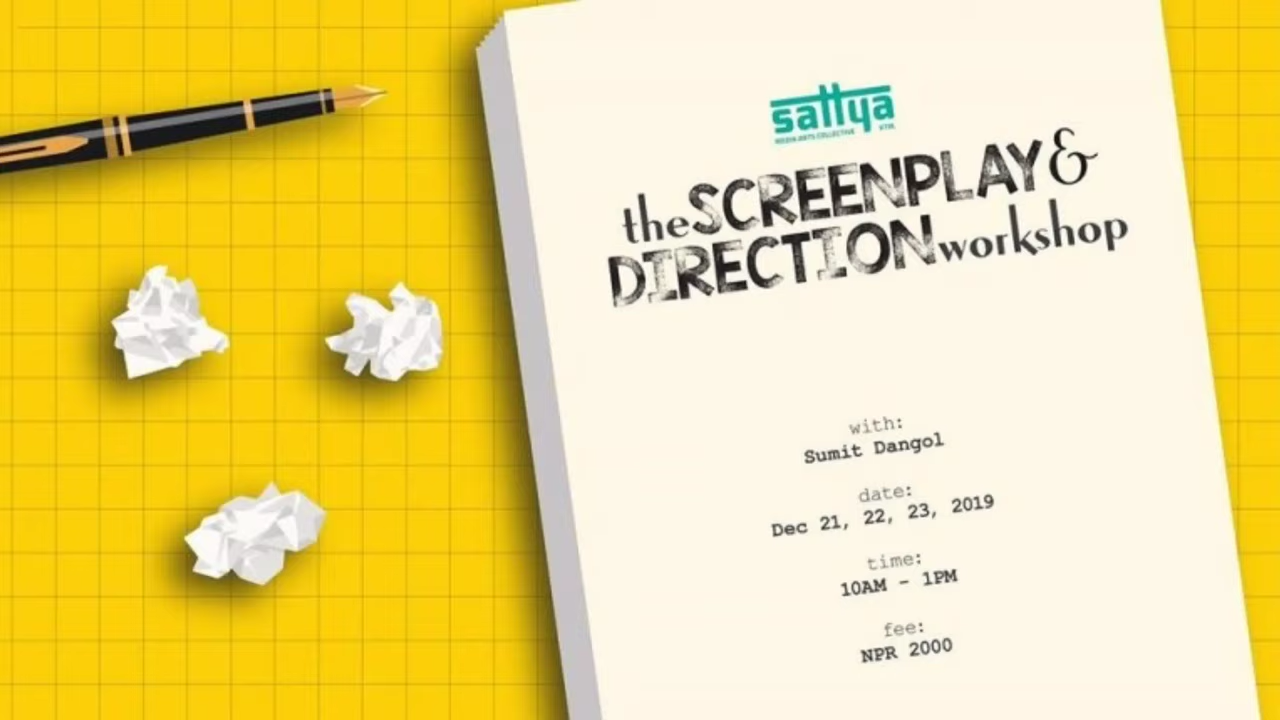 sattya
MEDIA ARTS COLLECTIVE
KTM.
the SCREENPLAY &
DIRECTION workshop
with:
Sumit Dangol
date:
Dec 21, 22, 23, 2019
time:
10AM - 1PM
fee:
NPR 2000